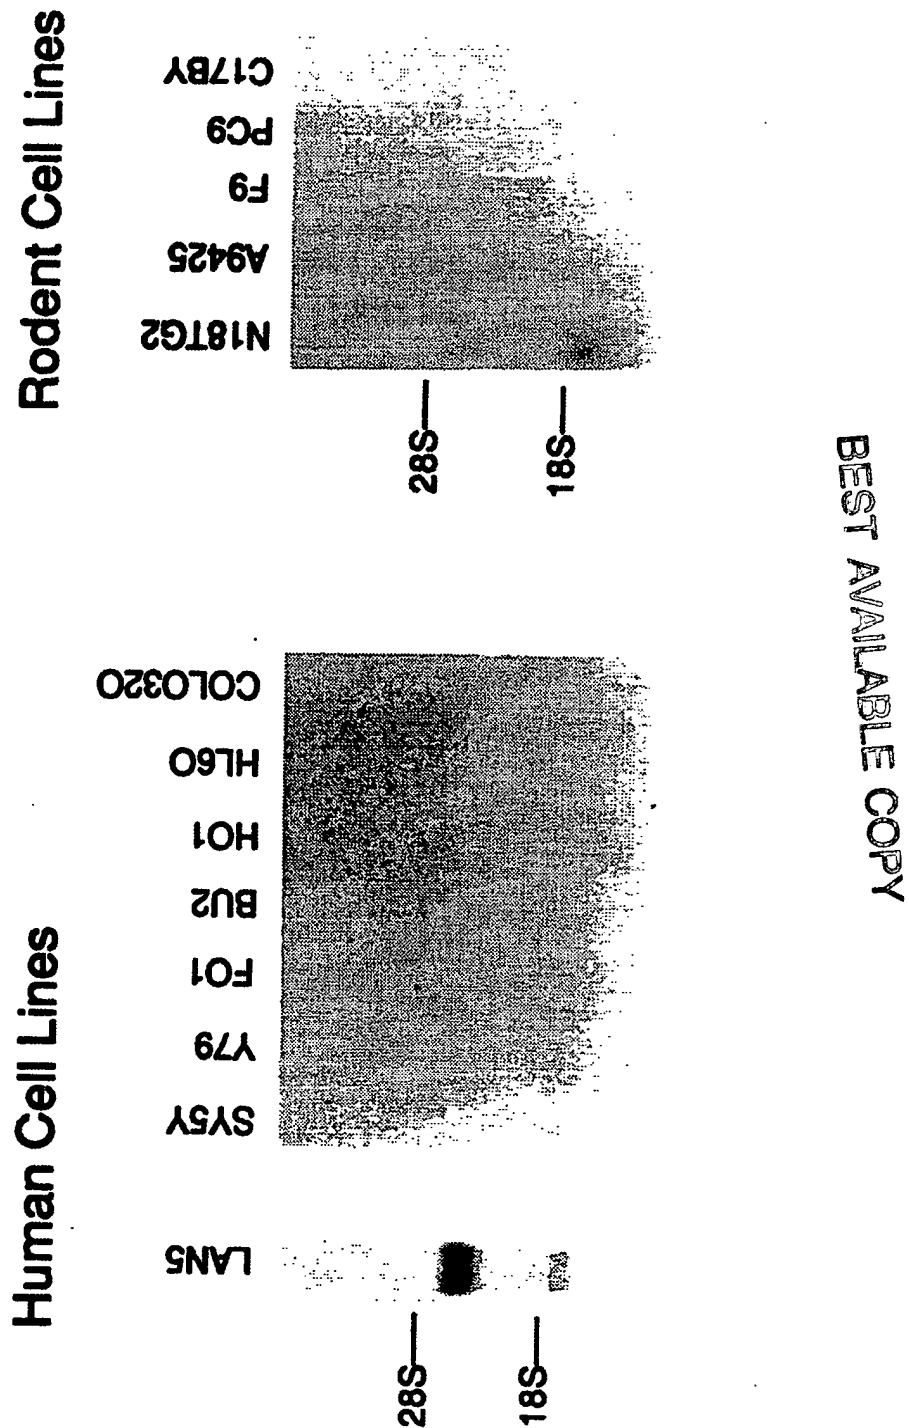 Human Cell Lines
LAN5
SY5Y
Y79
FO1
BU2
HO1
HL60
COLO320
28S
18S
Rodent Cell Lines
N18TG2
A9425
F9
PC9
C17BY
28S
18S
BEST AVAILABLE COPY